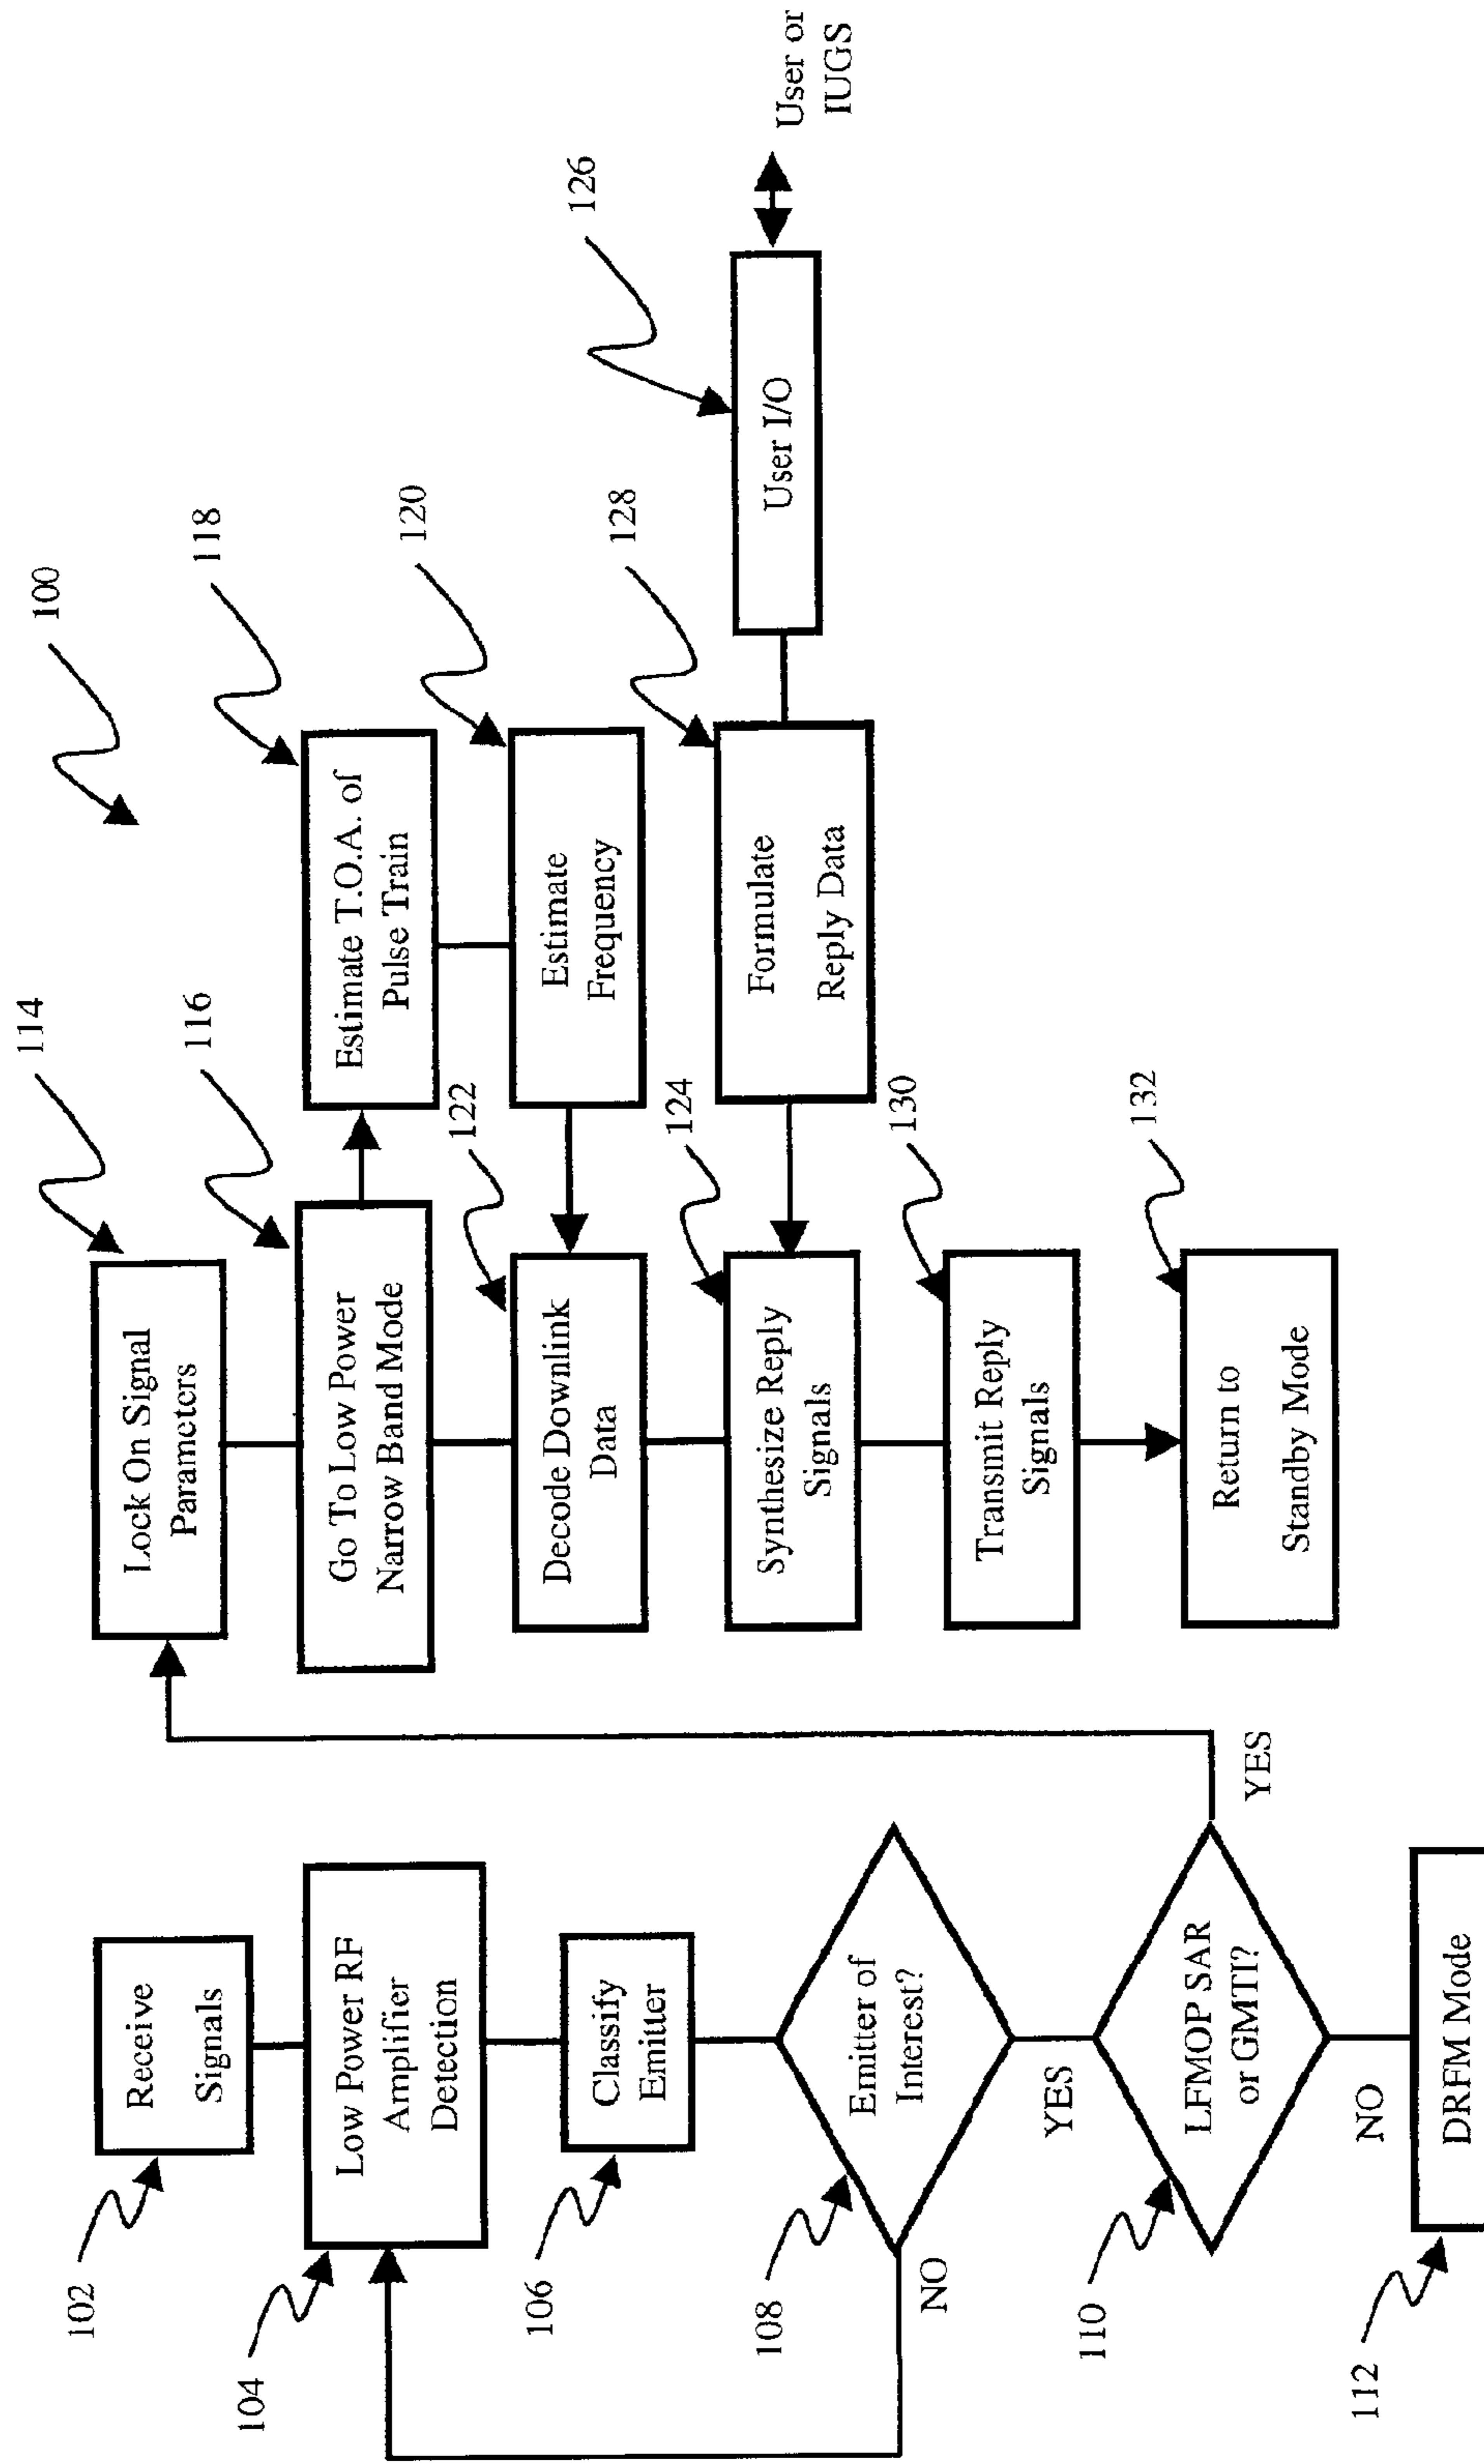 100
102
Receive
Signals
104
Low Power RF
Amplifier
Detection
106
Classify
Emitter
108
Emitter of
Interest?
NO
YES
110
LFMOP SAR
or GMTI?
YES
NO
112
DRFM Mode
114
Lock On Signal
Parameters
116
Go To Low Power
Narrow Band Mode
118
Estimate T.O.A. of
Pulse Train
120
Estimate
Frequency
122
Decode Downlink
Data
124
Synthesize Reply
Signals
126
User I/O
User or
IUGS
128
Formulate
Reply Data
130
Transmit Reply
Signals
132
Return to
Standby Mode